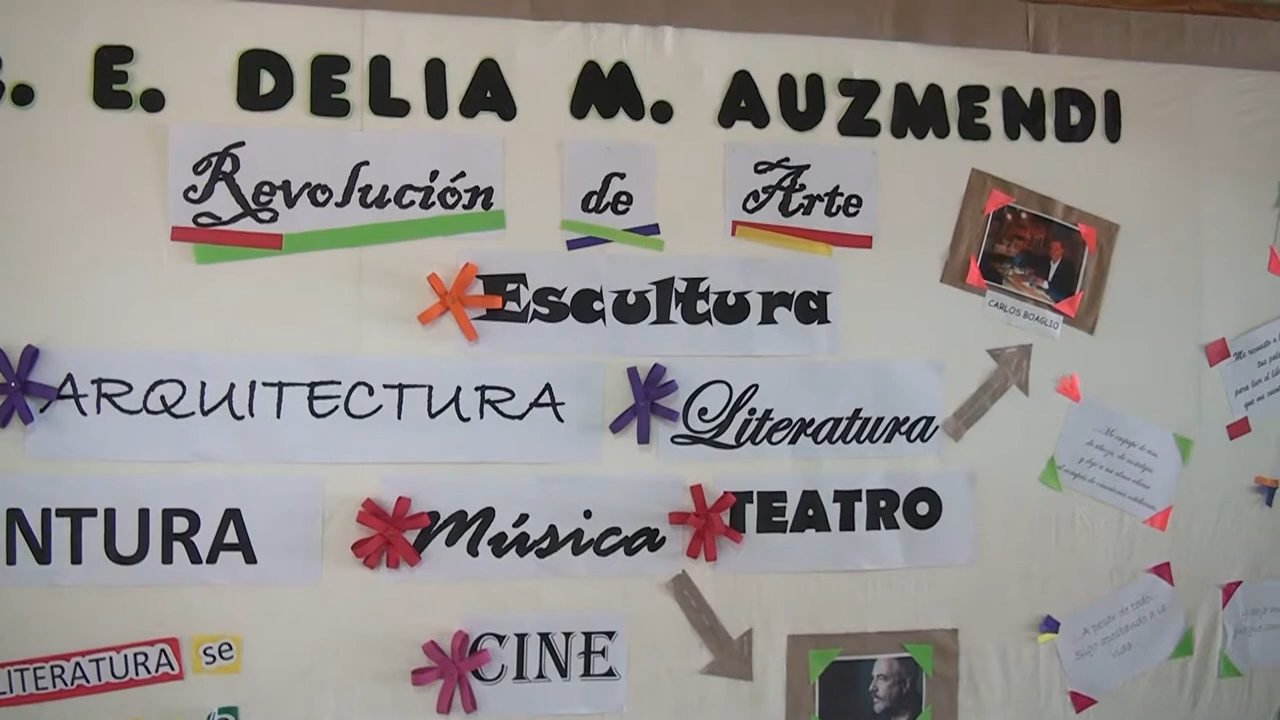 . E. DELIA M. AUZMENDI
Revolución de Arte
Escultura
CARLOS BOAGLIO
ARQUITECTURA
Literatura
NTURA
Música
TEATRO
A pesar de todo...
Sigo apostando a la
vida...
CINE
LITERATURA se